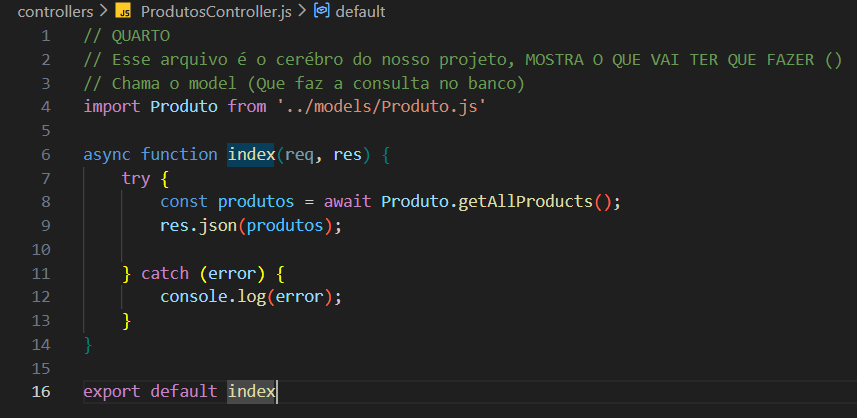 controllers > JS ProdutosController.js > default
1 // QUARTO
2 // Esse arquivo é o cerébro do nosso projeto, MOSTRA O QUE VAI TER QUE FAZER ()
3 // Chama o model (Que faz a consulta no banco)
4 import Produto from '../models/Produto.js'
5
6 async function index(req, res) {
7 try {
8 const produtos = await Produto.getAllProducts();
9 res.json(produtos);
10
11 } catch (error) {
12 console.log(error);
13 }
14 }
15
16 export default index